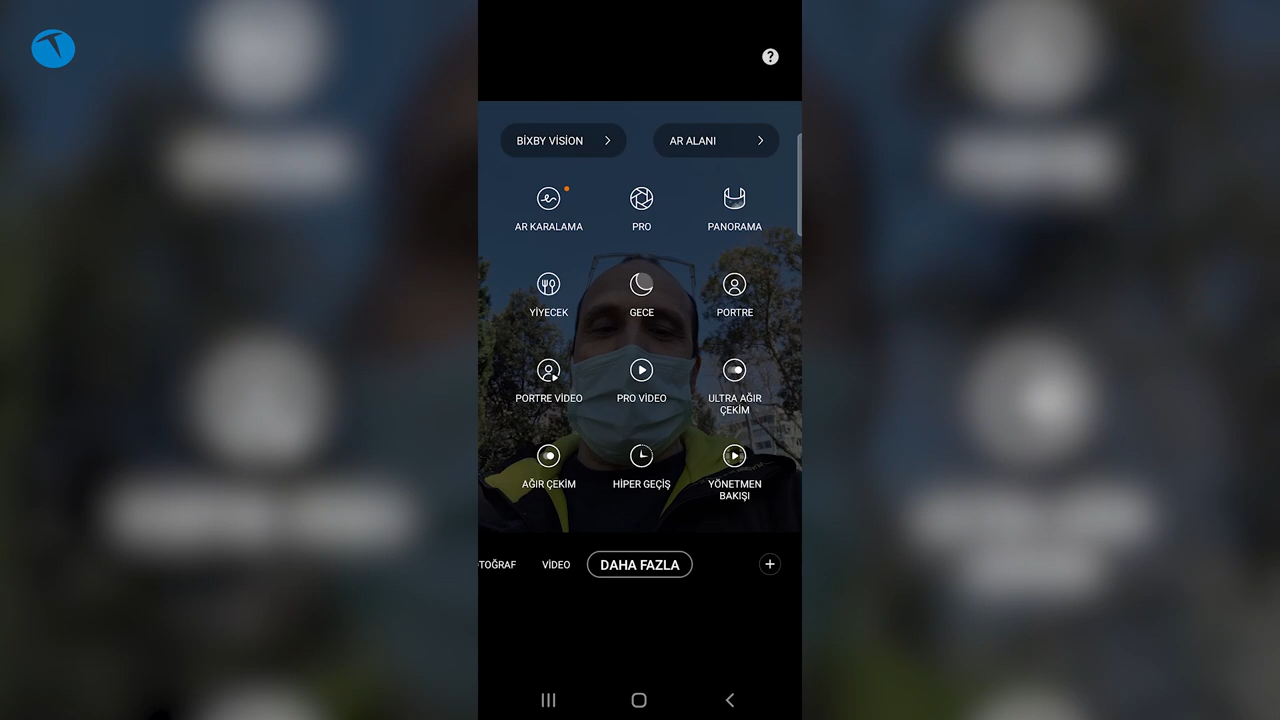 BİXBY VİSİON
AR ALANI
AR KARALAMA
PRO
PANORAMA
YİYECEK
GECE
PORTRE
PORTRE VİDEO
PRO VİDEO
ULTRA AĞIR
ÇEKİM
AĞIR ÇEKİM
HİPER GEÇİŞ
YÖNETMEN
BAKIŞI
OTOĞRAF
VİDEO
DAHA FAZLA